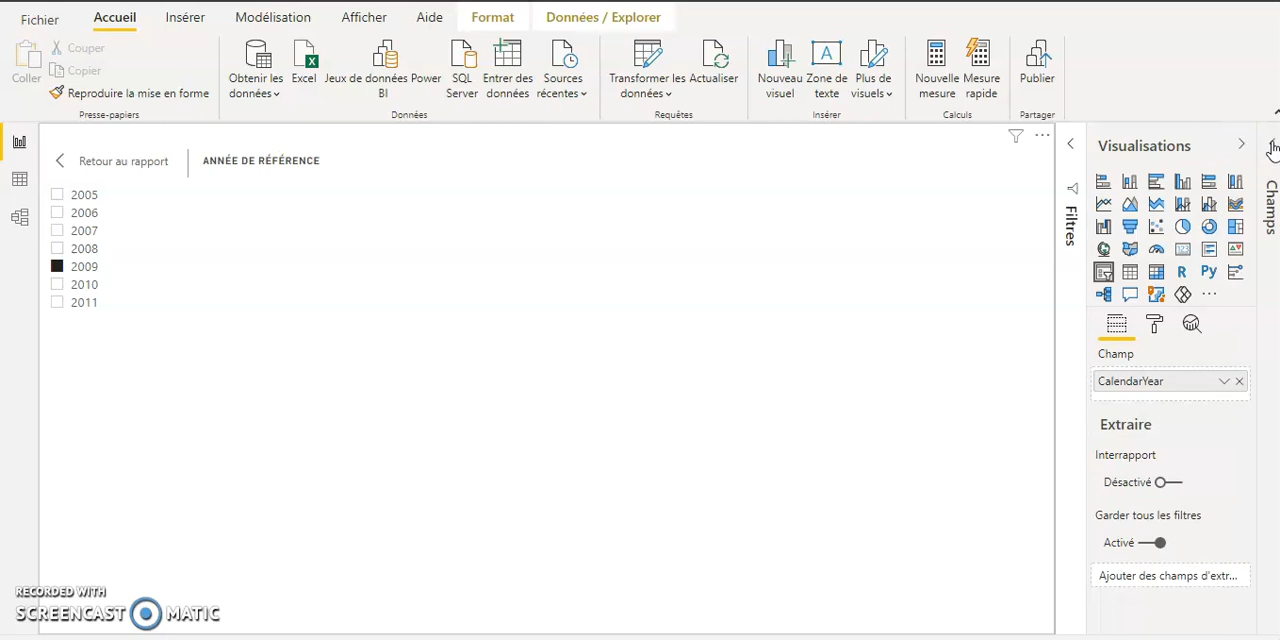 Fichier Accueil Insérer Modélisation Afficher Aide Format Données / Explorer
Coller
Couper
Copier
Reproduire la mise en forme
Presse-papiers
Obtenir les données
Excel
Jeux de données Power BI
SQL Server
Entrer des données
Sources récentes
Données
Transformer les données
Actualiser
Requêtes
Nouveau visuel
A
Zone de texte
Plus de visuels
Insérer
Nouvelle mesure
Mesure rapide
Calculs
Publier
Partager
Retour au rapport
ANNÉE DE RÉFÉRENCE
2005
2006
2007
2008
2009
2010
2011
Filtres
Visualisations
123
R
Py
Champ
CalendarYear
Extraire
Interrapport
Désactivé
Garder tous les filtres
Activé
Ajouter des champs d'extr...
Champs
RECORDED WITH
SCREENCAST MATIC